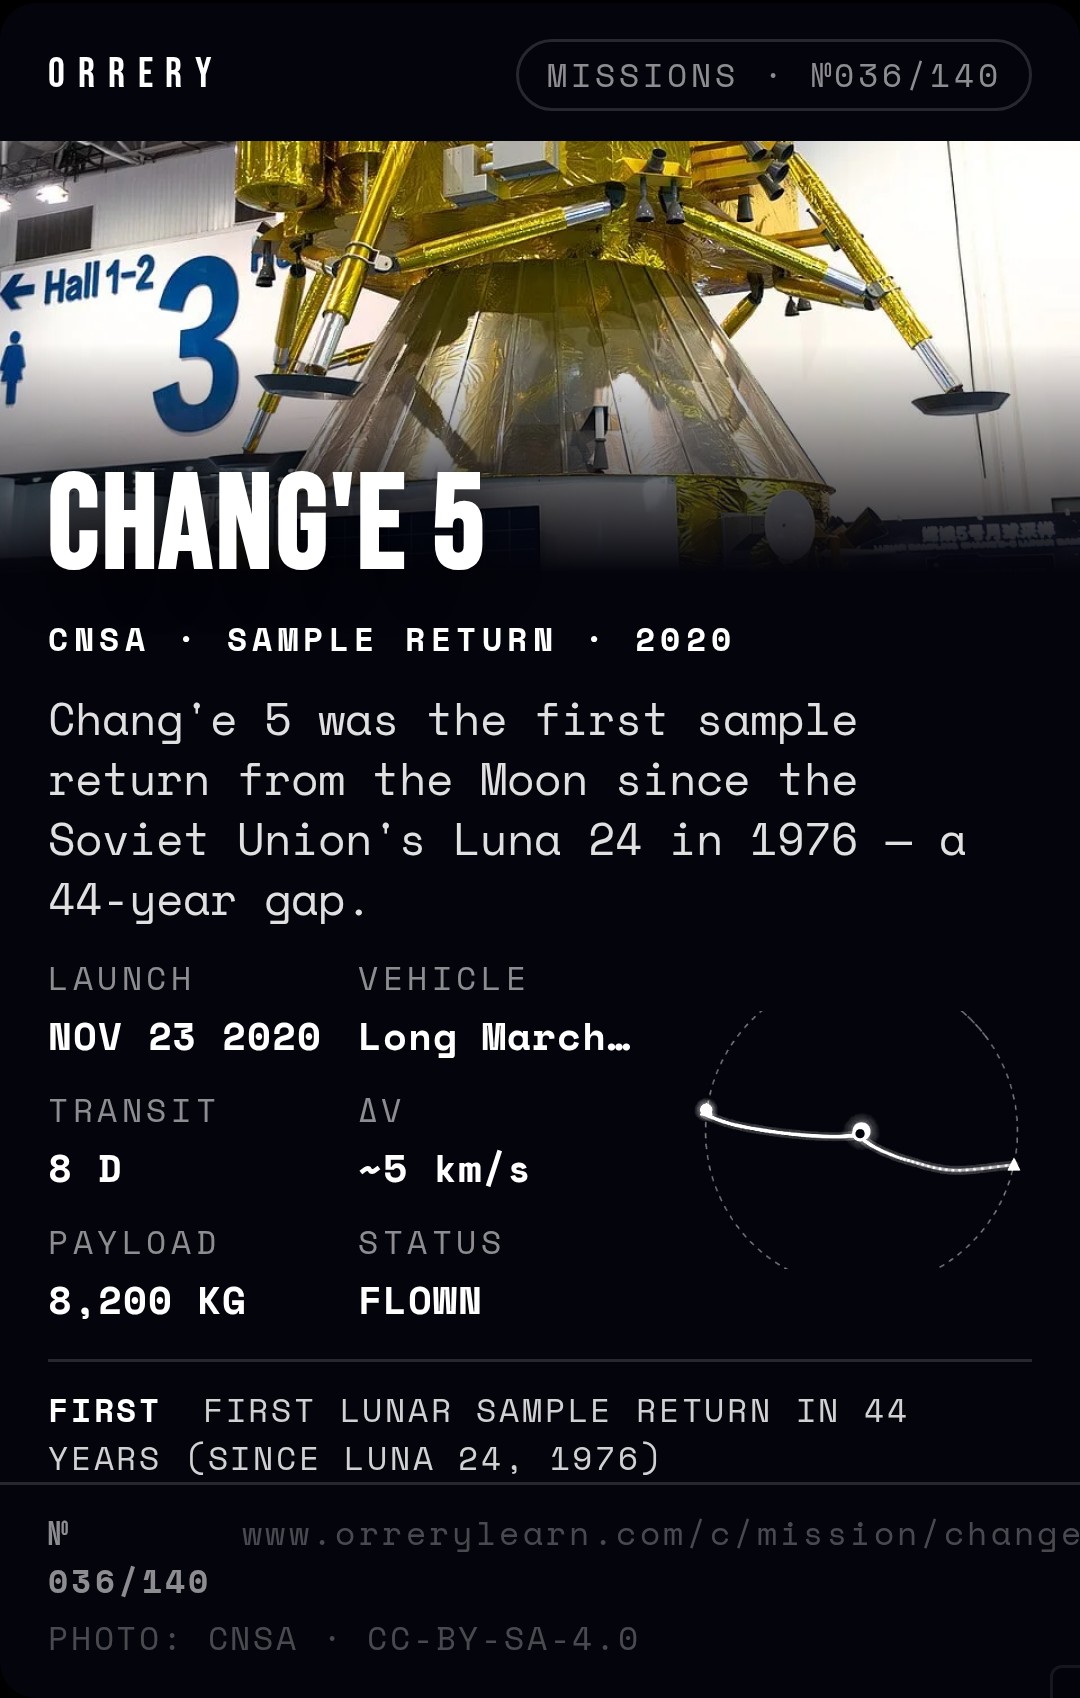 ORRERY
MISSIONS · №036/140
← Hall 1-2
3
CHANG'E 5
CNSA · SAMPLE RETURN · 2020
Chang'e 5 was the first sample
return from the Moon since the
Soviet Union's Luna 24 in 1976 — a
44-year gap.
LAUNCH VEHICLE
NOV 23 2020 Long March…
TRANSIT ΔV
8 D ~5 km/s
PAYLOAD STATUS
8,200 KG FLOWN
FIRST FIRST LUNAR SAMPLE RETURN IN 44
YEARS (SINCE LUNA 24, 1976)
№ www.orrerylearn.com/c/mission/change
036/140
PHOTO: CNSA · CC-BY-SA-4.0